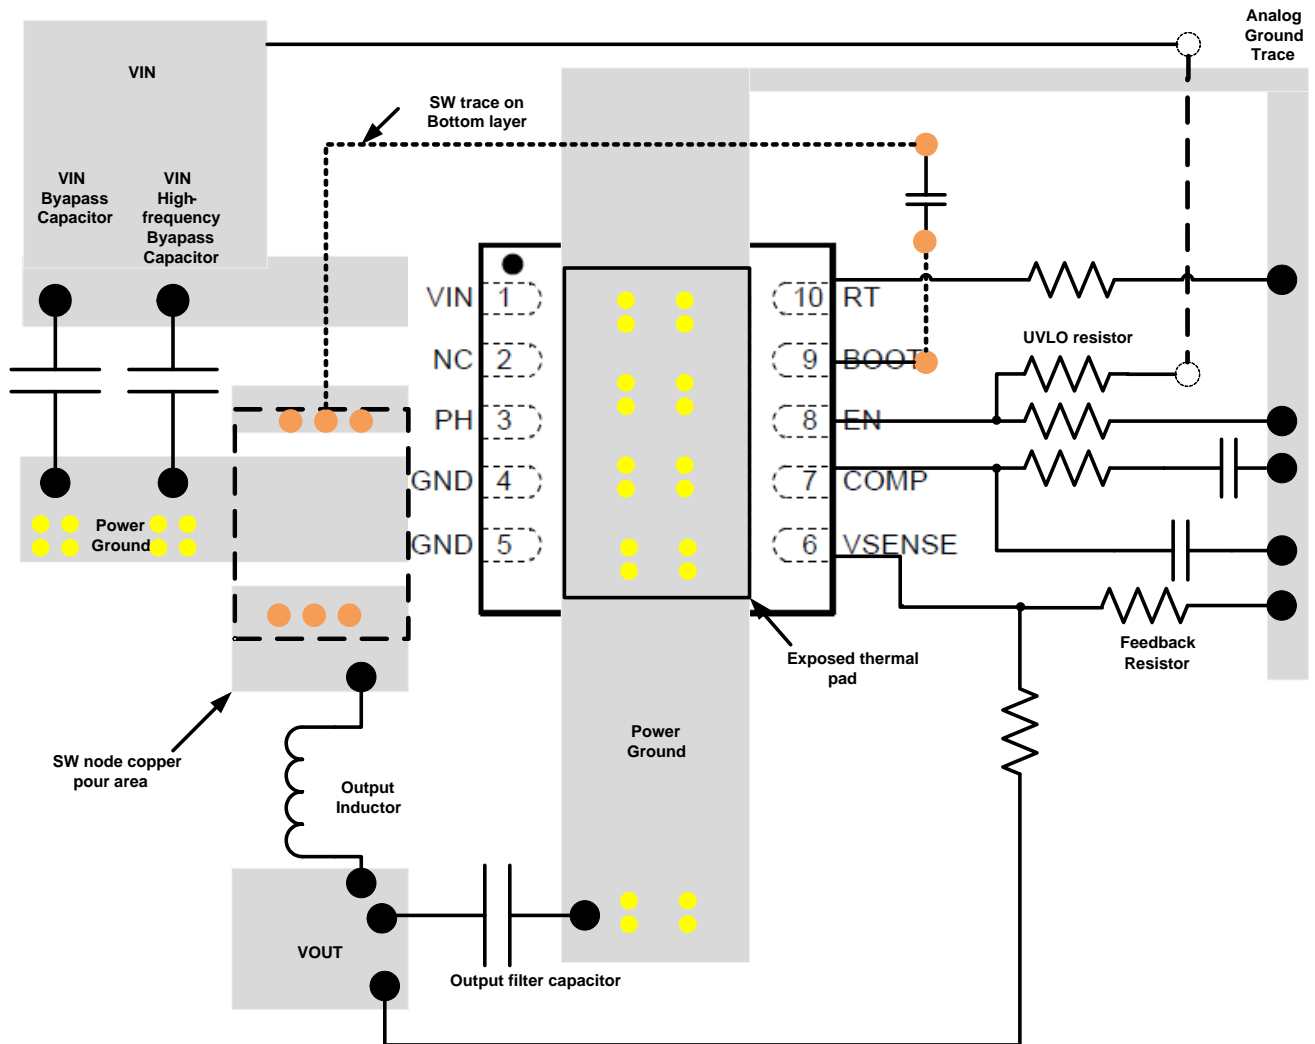 Analog
Ground
Trace
VIN
SW trace on
Bottom layer
VIN
Byapass
Capacitor
VIN
High-
frequency
Byapass
Capacitor
VIN 1
NC 2
PH 3
GND 4
GND 5
10 RT
9 BOOT
8 EN
7 COMP
6 VSENSE
UVLO resistor
Power
Ground
Exposed thermal
pad
Feedback
Resistor
SW node copper
pour area
Output
Inductor
Power
Ground
VOUT
Output filter capacitor